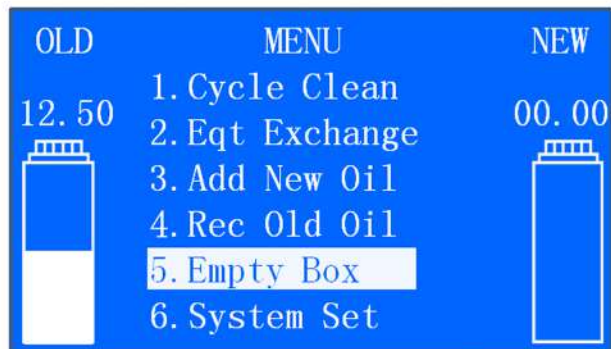 OLD MENU NEW
1.Cycle Clean
12.50 00.00
2.Eqt Exchange
3.Add New Oil
4.Rec Old Oil
5.Empty Box
6.System Set